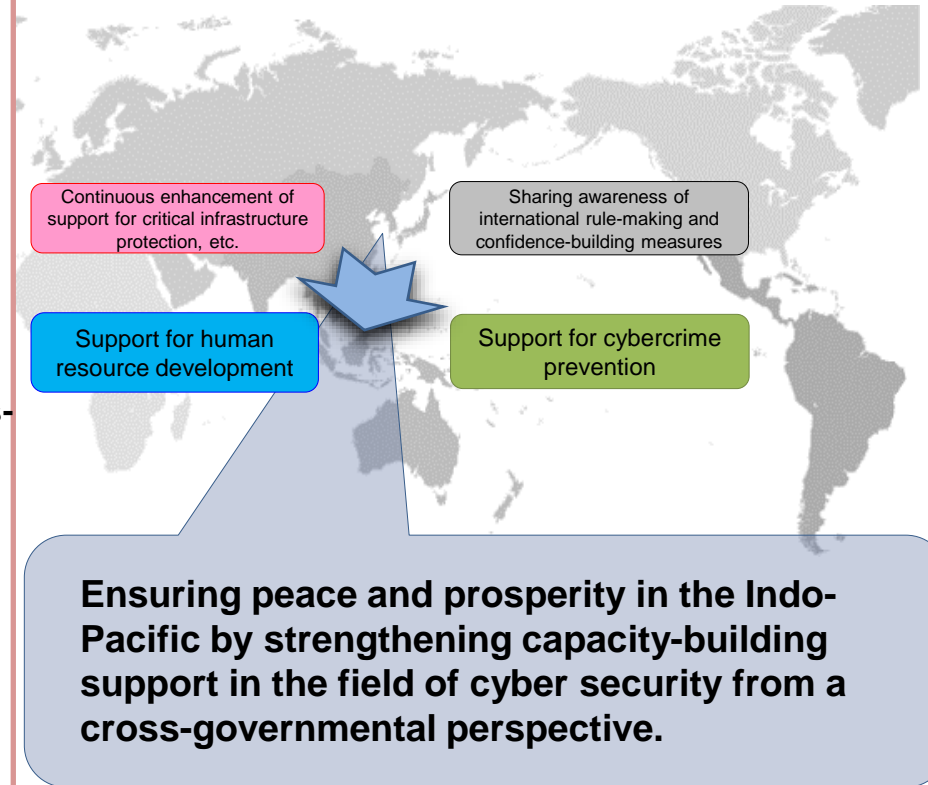 Continuous enhancement of
support for critical infrastructure
protection, etc.
Sharing awareness of
international rule-making and
confidence-building measures
Support for human
resource development
Support for cybercrime
prevention
Ensuring peace and prosperity in the Indo-
Pacific by strengthening capacity-building
support in the field of cyber security from a
cross-governmental perspective.